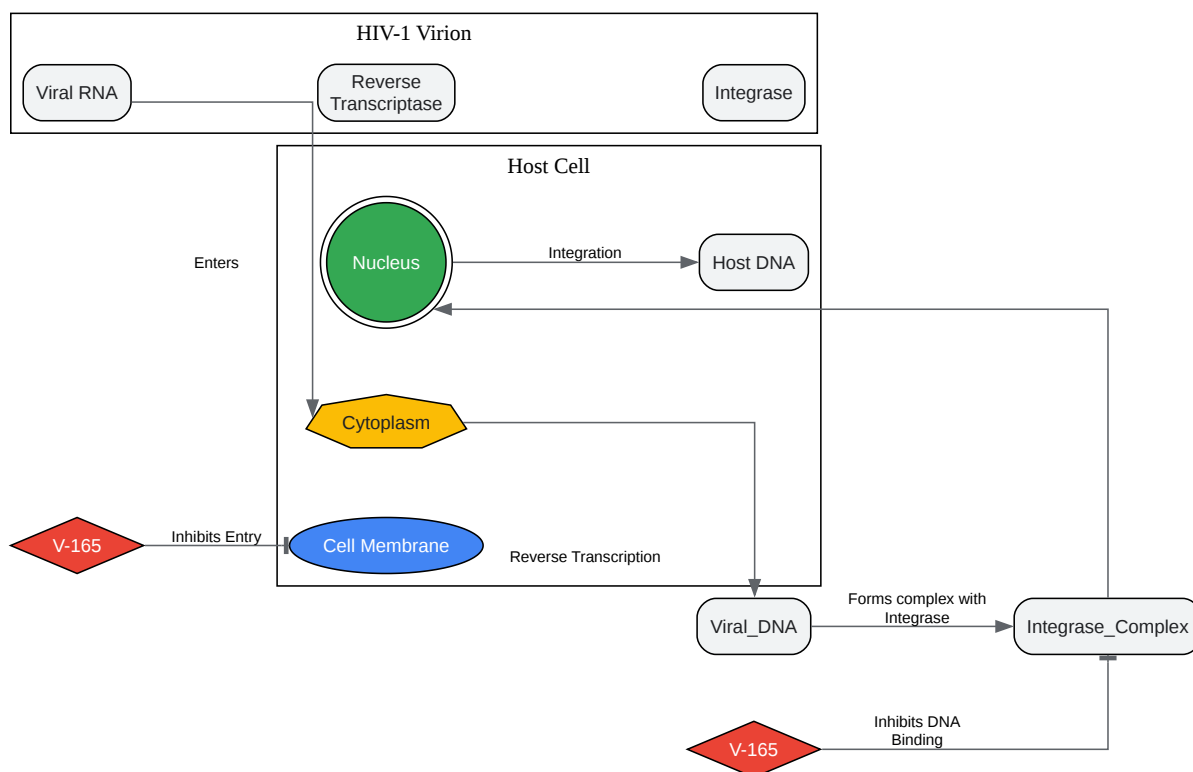 HIV-1 Virion
Viral RNA
Reverse
Transcriptase
Integrase
Host Cell
Enters
Nucleus
Integration
Host DNA
Cytoplasm
V-165
Inhibits Entry
Cell Membrane
Reverse Transcription
Viral_DNA
Forms complex with
Integrase
Integrase_Complex
V-165
Inhibits DNA
Binding